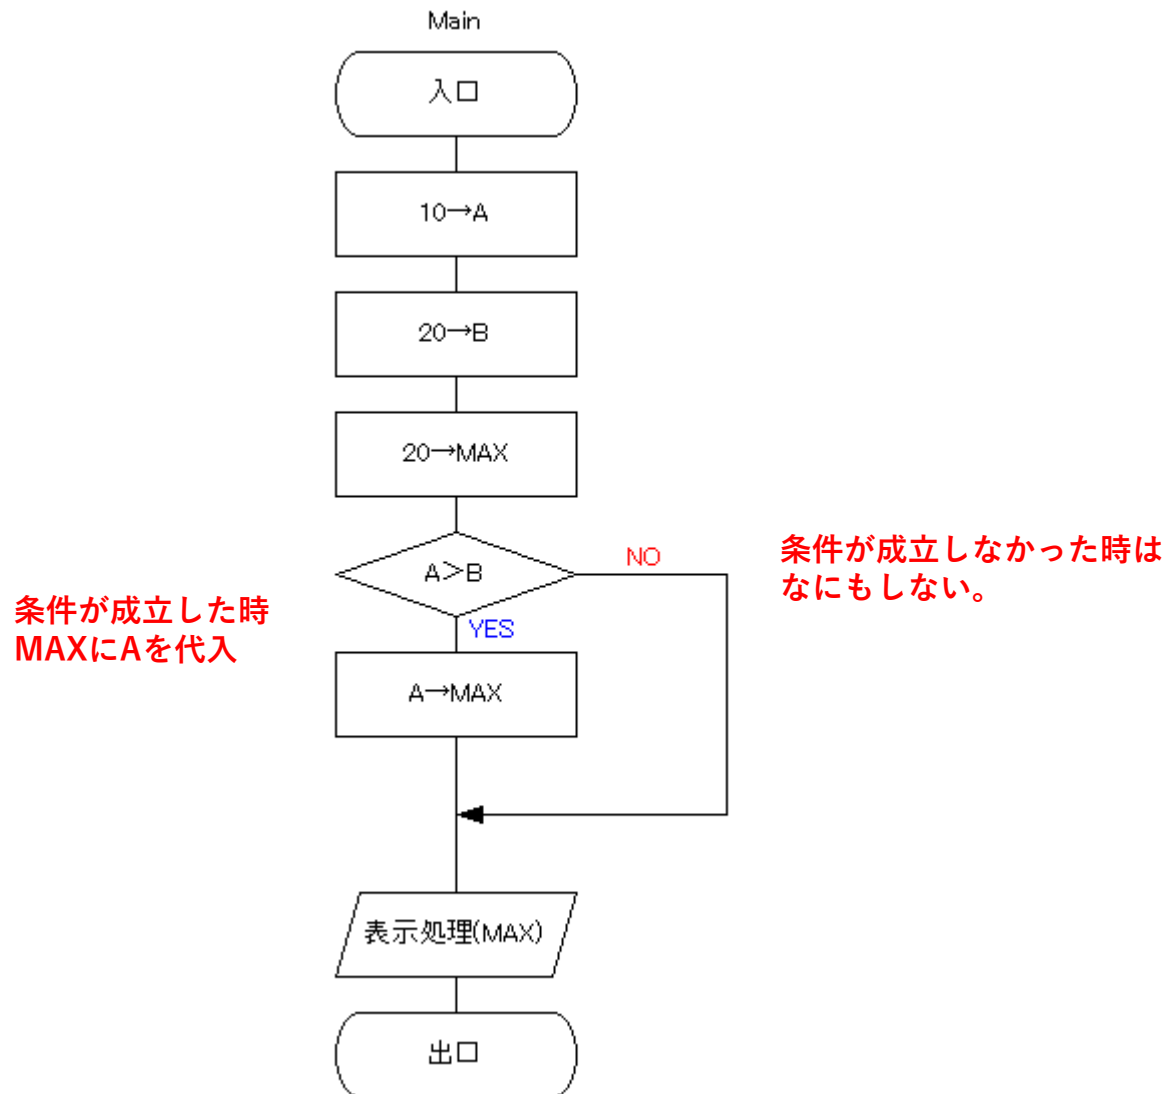 Main
入口
10→A
20→B
20→MAX
A＞B
NO
YES
条件が成立しなかった時は
なにもしない。
条件が成立した時
MAXにAを代入
A→MAX
表示処理(MAX)
出口